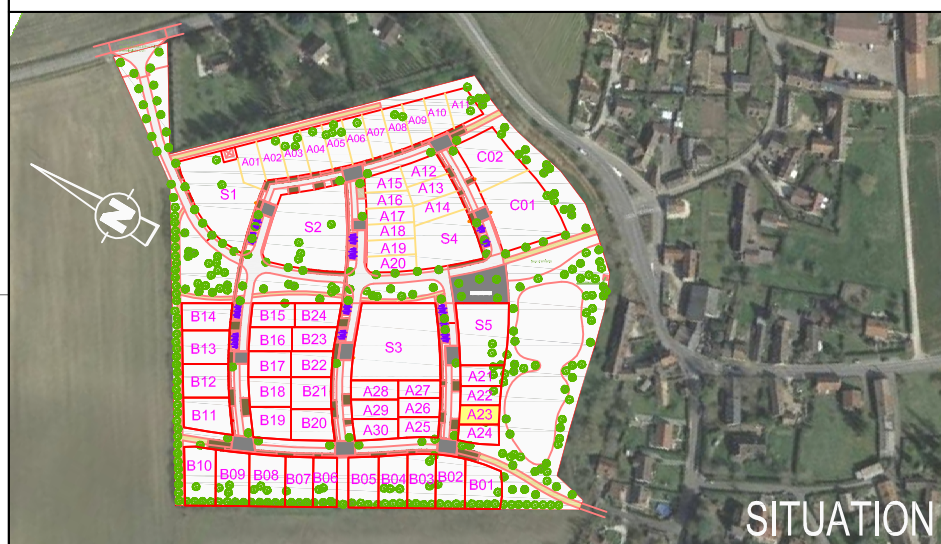 A11
A10
A09
A08
A07
A06
A05
A04
A03
A02
A01
C02
A12
A15
A13
S1
A16
A14
C01
A17
S2
A18
S4
A19
A20
N
B14
B15
B24
S5
B13
B16
B23
S3
B17
B22
A21
B12
B18
B21
A28
A27
A22
B11
A29
A26
A23
B19
B20
A30
A25
A24
B10
B09
B08
B07
B06
B05
B04
B03
B02
B01
SITUATION